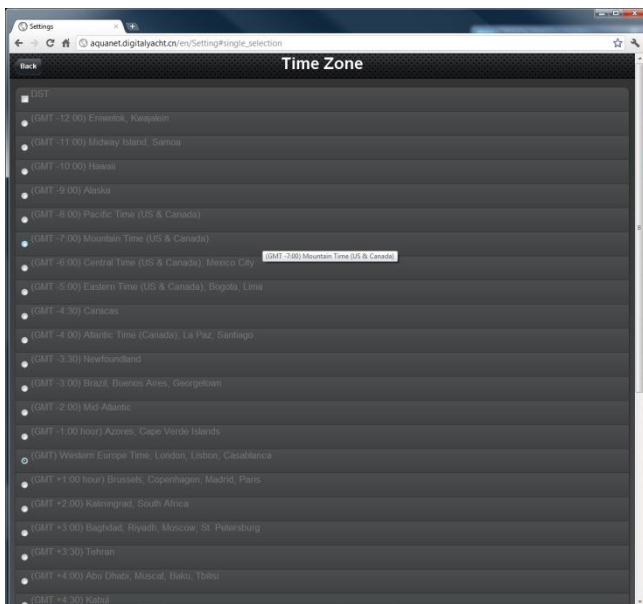 Settings
aquanet.digitalyacht.cn/en/Setting#single_selection
Back
Time Zone
DST
(GMT -12:00) Eniwetok, Kwajalein
(GMT -11:00) Midway Island, Samoa
(GMT -10:00) Hawaii
(GMT -9:00) Alaska
(GMT -8:00) Pacific Time (US & Canada)
(GMT -7:00) Mountain Time (US & Canada)
(GMT -7:00) Mountain Time (US & Canada)
(GMT -6:00) Central Time (US & Canada), Mexico City
(GMT -5:00) Eastern Time (US & Canada), Bogota, Lima
(GMT -4:30) Caracas
(GMT -4:00) Atlantic Time (Canada), La Paz, Santiago
(GMT -3:30) Newfoundland
(GMT -3:00) Brazil, Buenos Aires, Georgetown
(GMT -2:00) Mid-Atlantic
(GMT -1:00 hour) Azores, Cape Verde Islands
(GMT) Western Europe Time, London, Lisbon, Casablanca
(GMT +1:00 hour) Brussels, Copenhagen, Madrid, Paris
(GMT +2:00) Kaliningrad, South Africa
(GMT +3:00) Baghdad, Riyadh, Moscow, St. Petersburg
(GMT +3:30) Tehran
(GMT +4:00) Abu Dhabi, Muscat, Baku, Tbilisi
(GMT +4:30) Kabul